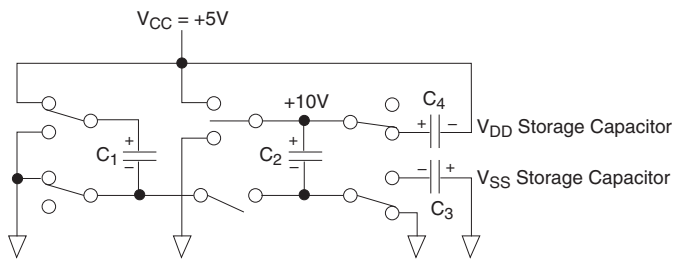 VCC = +5V
+10V
C4
+ −
VDD Storage Capacitor
+
C1
−
+
C2
−
− +
VSS Storage Capacitor
C3